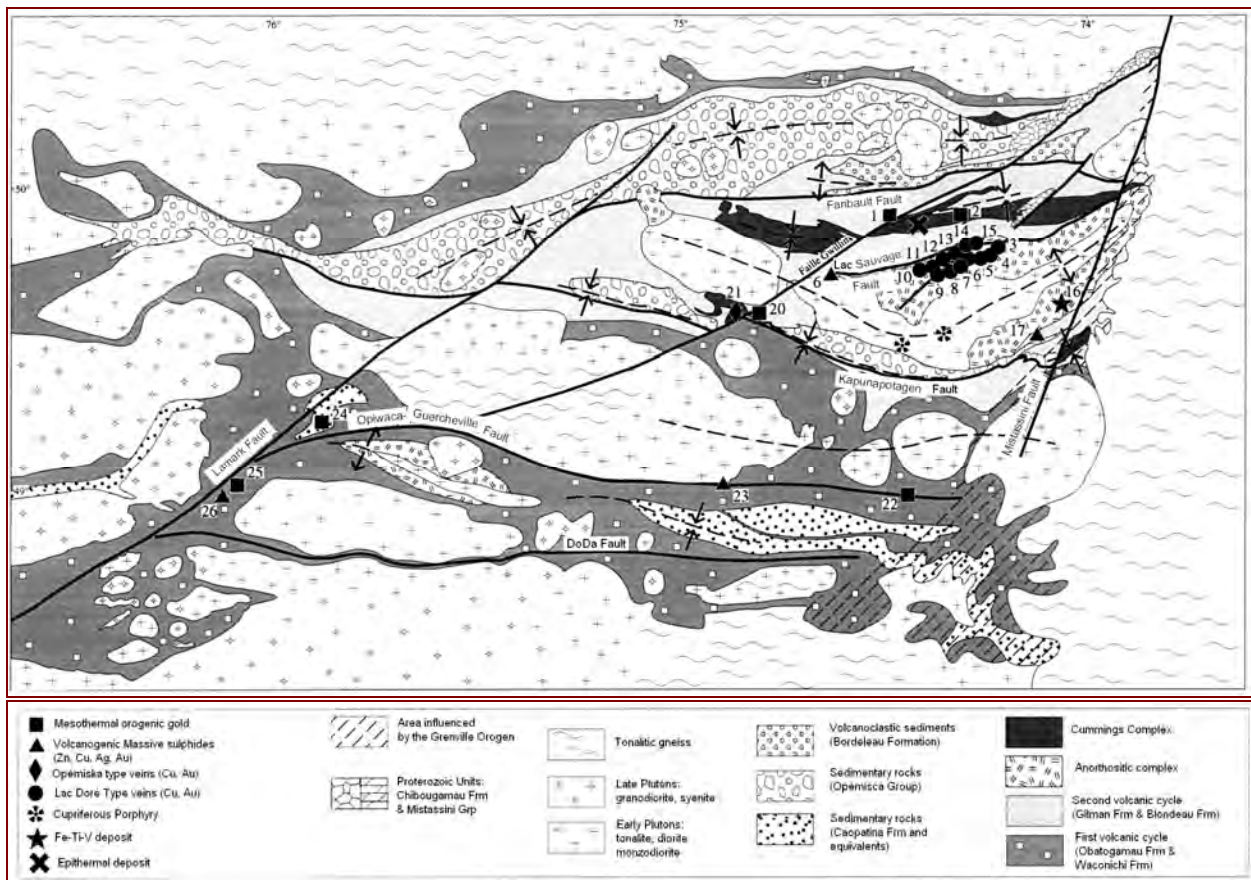 76°
75°
74°
50°
Faribault Fault
1
2
14
15
13
12
11
3
Faille Gwillim
Lac Sauvage
Fault
4
5
6
7
8
9
10
6
16
21
20
17
Kapunapotagen Fault
Mistassini Fault
24
Opiwaca-Guercheville Fault
Lamark Fault
49°
25
26
23
22
DoDa Fault
Mesothermal orogenic gold
Volcanogenic Massive sulphides
(Zn, Cu, Ag, Au)
Opemiska type veins (Cu, Au)
Lac Doré Type veins (Cu, Au)
Cupriferous Porphyry
Fe-Ti-V deposit
Epithermal deposit
Area influenced
by the Grenville Orogen
Proterozoic Units:
Chibougamau Frm
& Mistassini Grp
Tonalitic gneiss
Late Plutons:
granodiorite, syenite
Early Plutons:
tonalite, diorite
monzodiorite
Volcanoclastic sediments
(Bordeleau Formation)
Sedimentary rocks
(Opemisca Group)
Sedimentary rocks
(Caopatina Frm and
equivalents)
Cummings Complex
Anorthositic complex
Second volcanic cycle
(Gilman Frm & Blondeau Frm)
First volcanic cycle
(Obatogamau Frm &
Waconichi Frm)